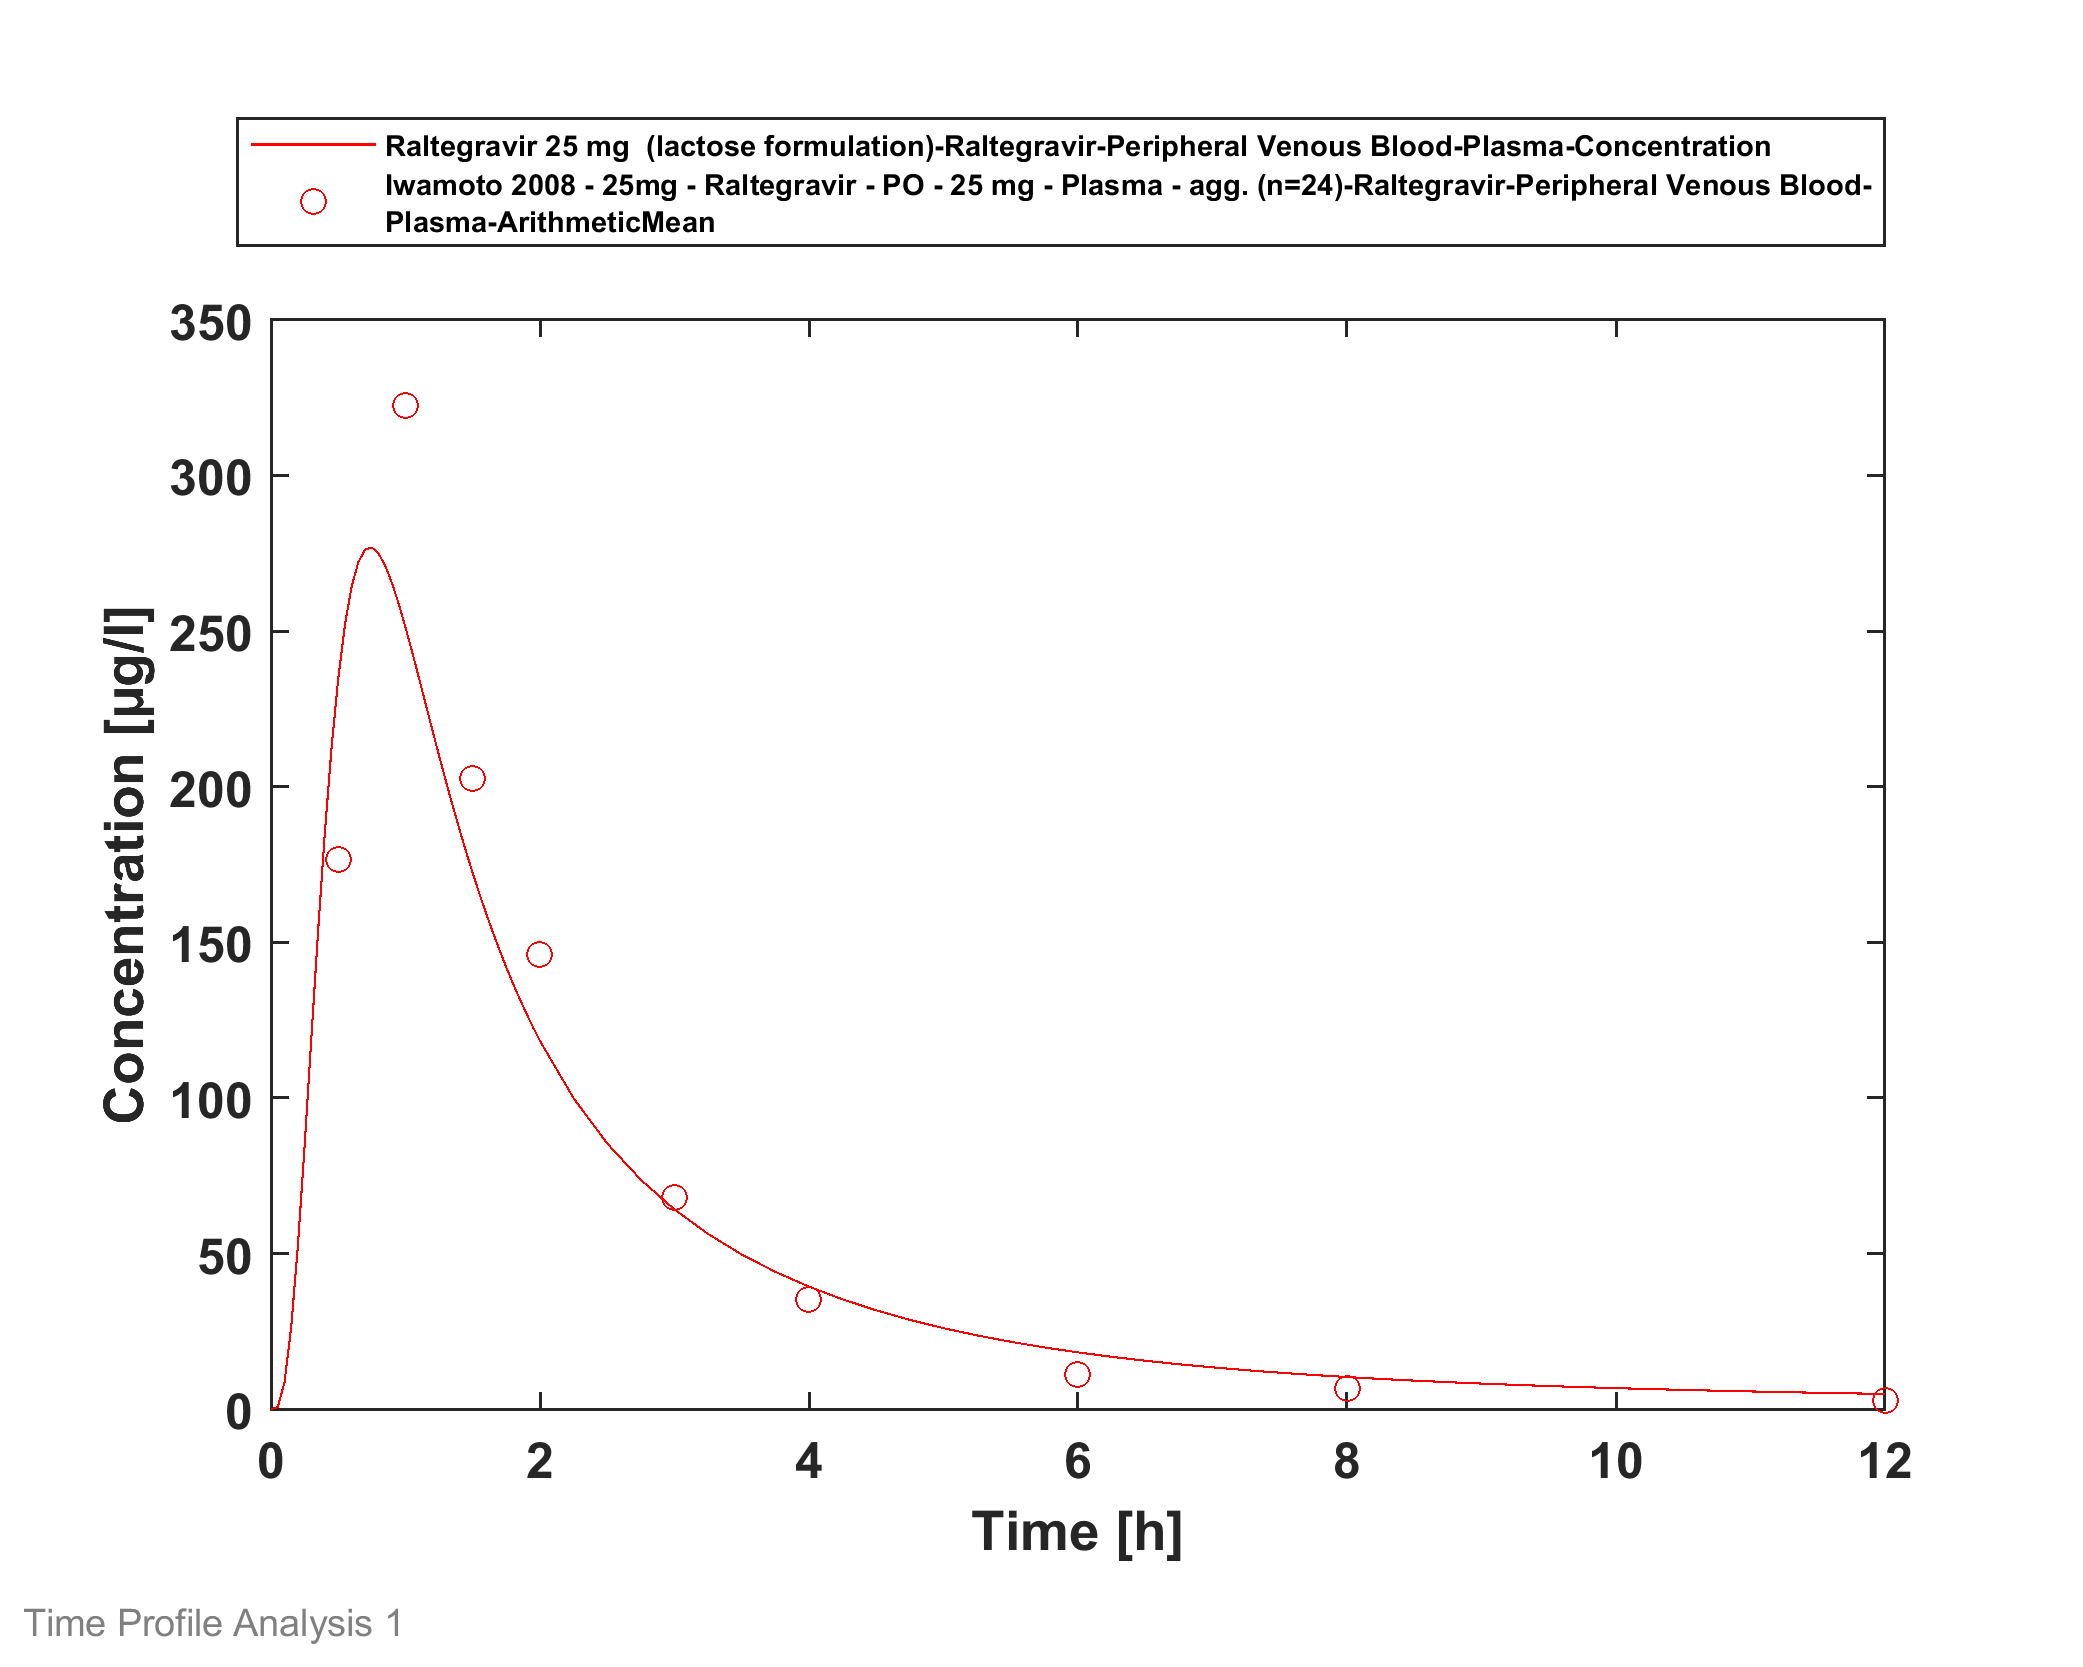 Raltegravir 25 mg  (lactose formulation)-Raltegravir-Peripheral Venous Blood-Plasma-Concentration
Iwamoto 2008 - 25mg - Raltegravir - PO - 25 mg - Plasma - agg. (n=24)-Raltegravir-Peripheral Venous Blood-
Plasma-ArithmeticMean
350
300
250
200
150
100
50
0
Concentration [µg/l]
0 2 4 6 8 10 12
Time [h]
Time Profile Analysis 1